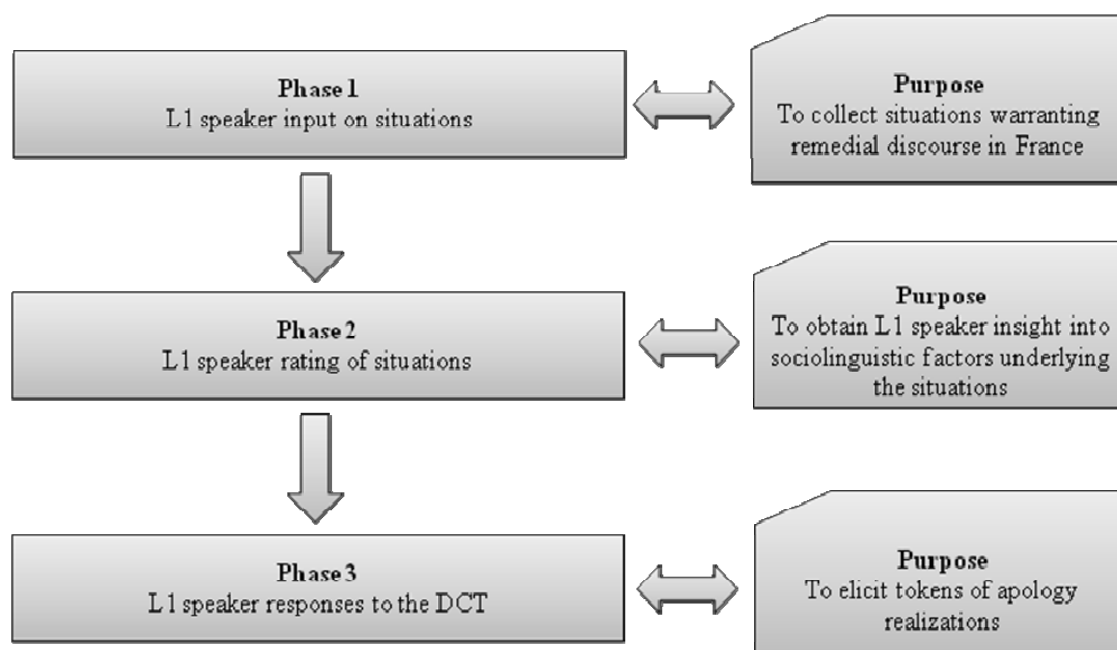 Phase 1
L1 speaker input on situations
Purpose
To collect situations warranting
remedial discourse in France
Phase 2
L1 speaker rating of situations
Purpose
To obtain L1 speaker insight into
sociolinguistic factors underlying
the situations
Phase 3
L1 speaker responses to the DCT
Purpose
To elicit tokens of apology
realizations